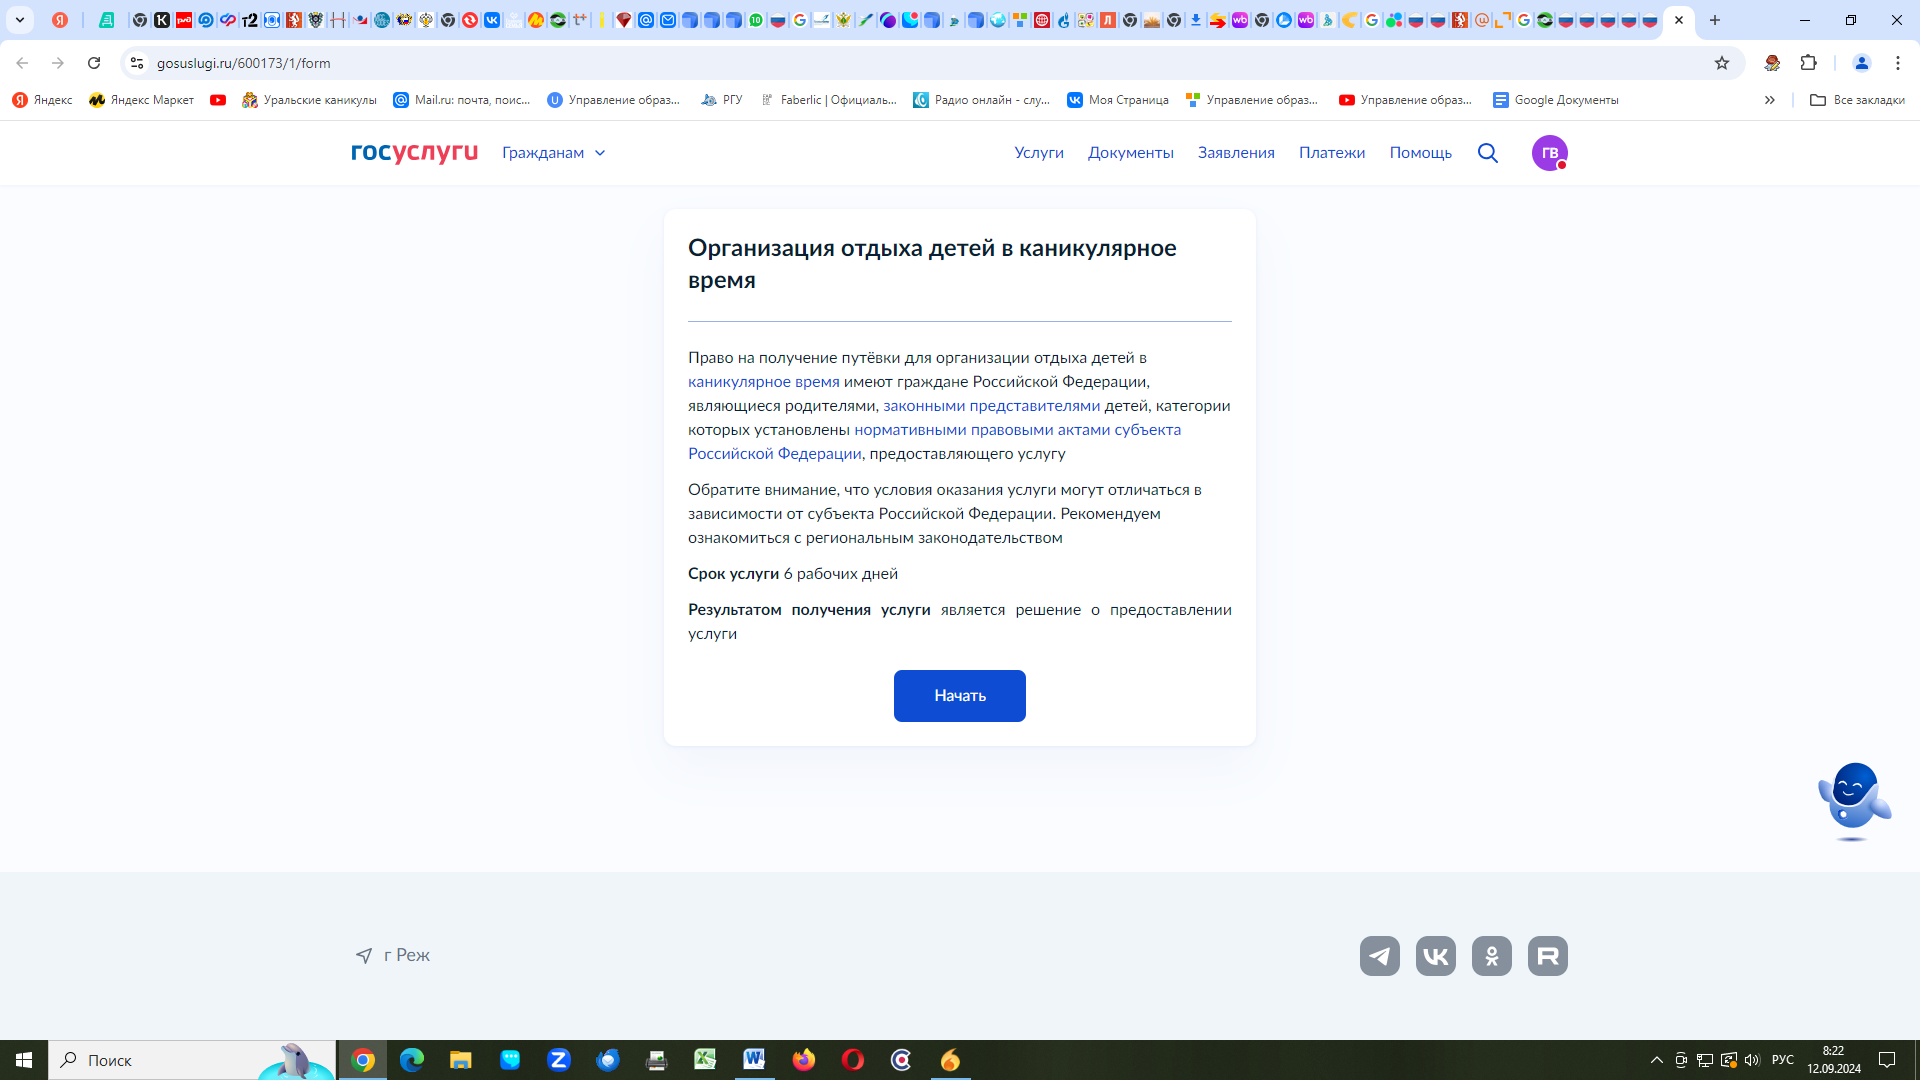 gosuslugi.ru/600173/1/form
Яндекс
Яндекс Маркет
Уральские каникулы
Mail.ru: почта, поис...
Управление образ...
РГУ
Faberlic | Официаль...
Радио онлайн - слу...
Моя Страница
Управление образ...
Управление образ...
Google Документы
Все закладки
госуслуги
Гражданам
Услуги
Документы
Заявления
Платежи
Помощь
ГВ
Организация отдыха детей в каникулярное
время
Право на получение путёвки для организации отдыха детей в
каникулярное время имеют граждане Российской Федерации,
являющиеся родителями, законными представителями детей, категории
которых установлены нормативными правовыми актами субъекта
Российской Федерации, предоставляющего услугу
Обратите внимание, что условия оказания услуги могут отличаться в
зависимости от субъекта Российской Федерации. Рекомендуем
ознакомиться с региональным законодательством
Срок услуги 6 рабочих дней
Результатом получения услуги является решение о предоставлении
услуги
Начать
г Реж
Поиск
РУС
8:22
12.09.2024